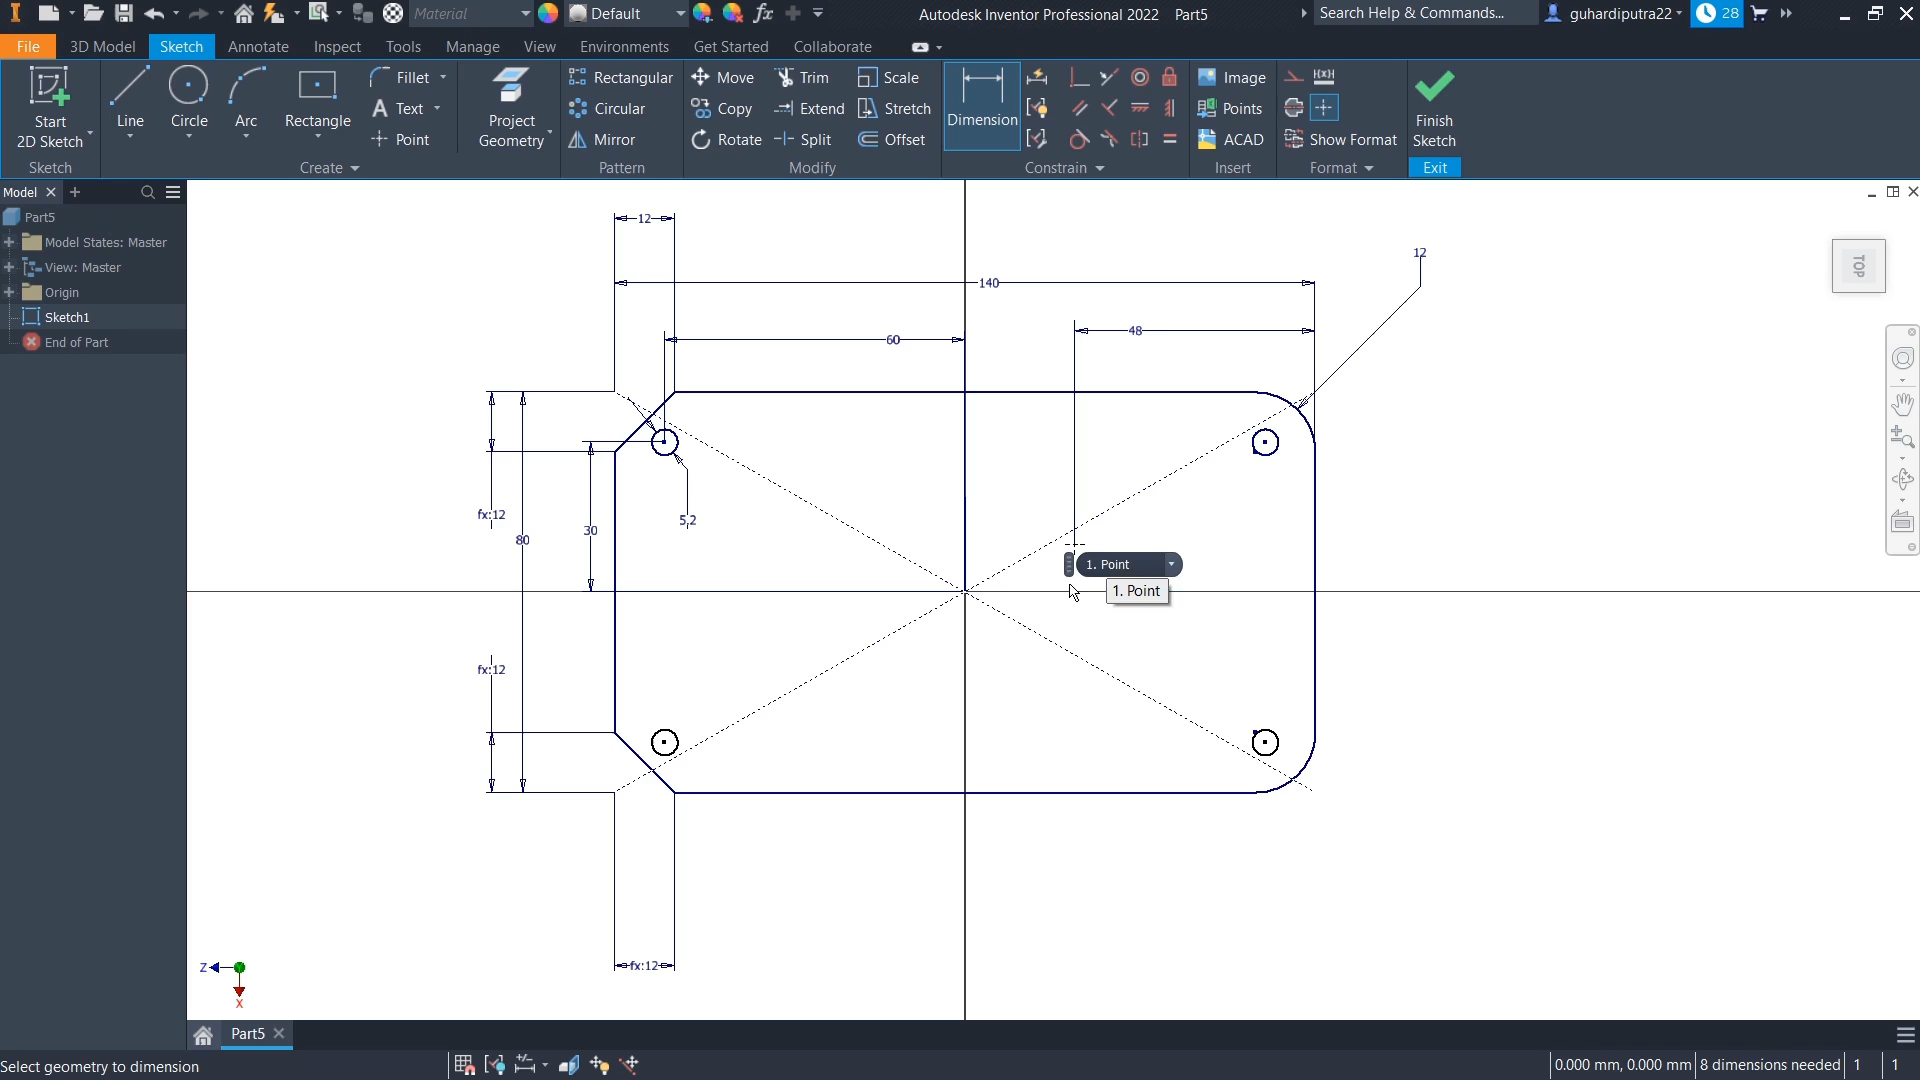 Material
Default
fx
Autodesk Inventor Professional 2022 Part5
Search Help & Commands...
guhardiputra22
28
File
3D Model
Sketch
Annotate
Inspect
Tools
Manage
View
Environments
Get Started
Collaborate
Start
2D Sketch
Line
Circle
Arc
Rectangle
Fillet
Text
Point
Project
Geometry
Rectangular
Circular
Mirror
Move
Copy
Rotate
Trim
Extend
Split
Scale
Stretch
Offset
Dimension
Image
Points
ACAD
Show Format
Finish
Sketch
Sketch
Create
Pattern
Modify
Constrain
Insert
Format
Exit
Model
Part5
Model States: Master
View: Master
Origin
Sketch1
End of Part
12
12
140
48
60
TOP
fx:12
80
30
5,2
1. Point
1. Point
fx:12
fx:12
Z
X
Part5
Select geometry to dimension
0.000 mm, 0.000 mm
8 dimensions needed
1
1